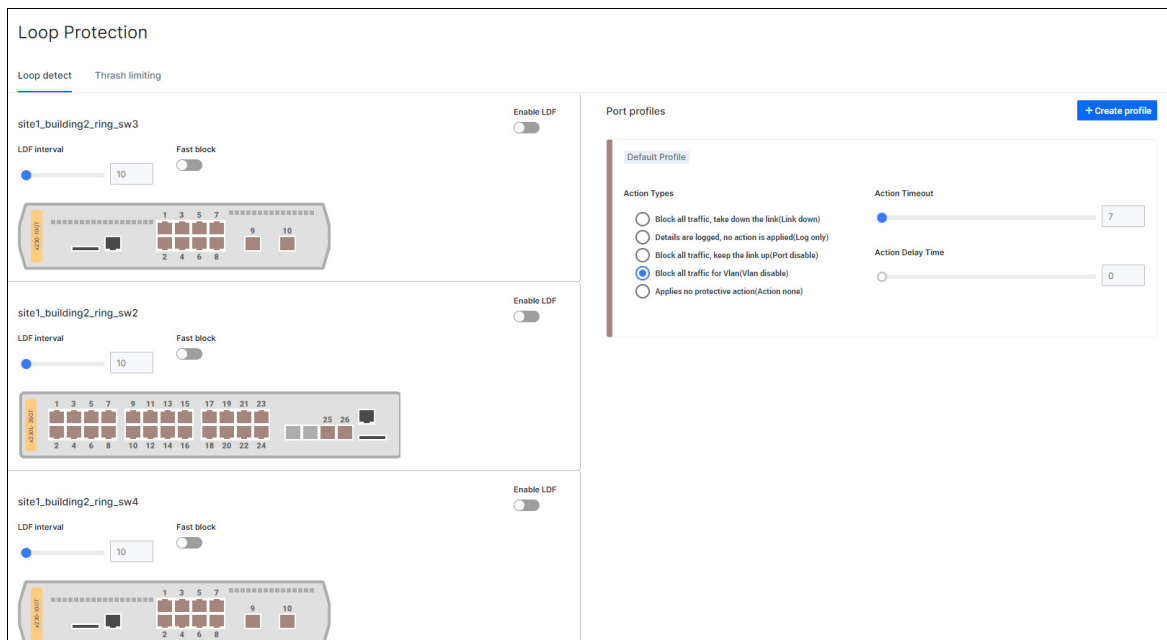 Loop Protection
Loop detect
Thrash limiting
site1_building2_ring_sw3
Enable LDF
LDF interval
Fast block
10
x230-10GT
1 3 5 7
9 10
2 4 6 8
site1_building2_ring_sw2
Enable LDF
LDF interval
Fast block
10
x230L-26GT
1 3 5 7 9 11 13 15 17 19 21 23
25 26
2 4 6 8 10 12 14 16 18 20 22 24
site1_building2_ring_sw4
Enable LDF
LDF interval
Fast block
10
x230-10GT
1 3 5 7
9 10
2 4 6 8
Port profiles
+ Create profile
Default Profile
Action Types
Block all traffic, take down the link(Link down)
Details are logged, no action is applied(Log only)
Block all traffic, keep the link up(Port disable)
Block all traffic for Vlan(Vlan disable)
Applies no protective action(Action none)
Action Timeout
7
Action Delay Time
0